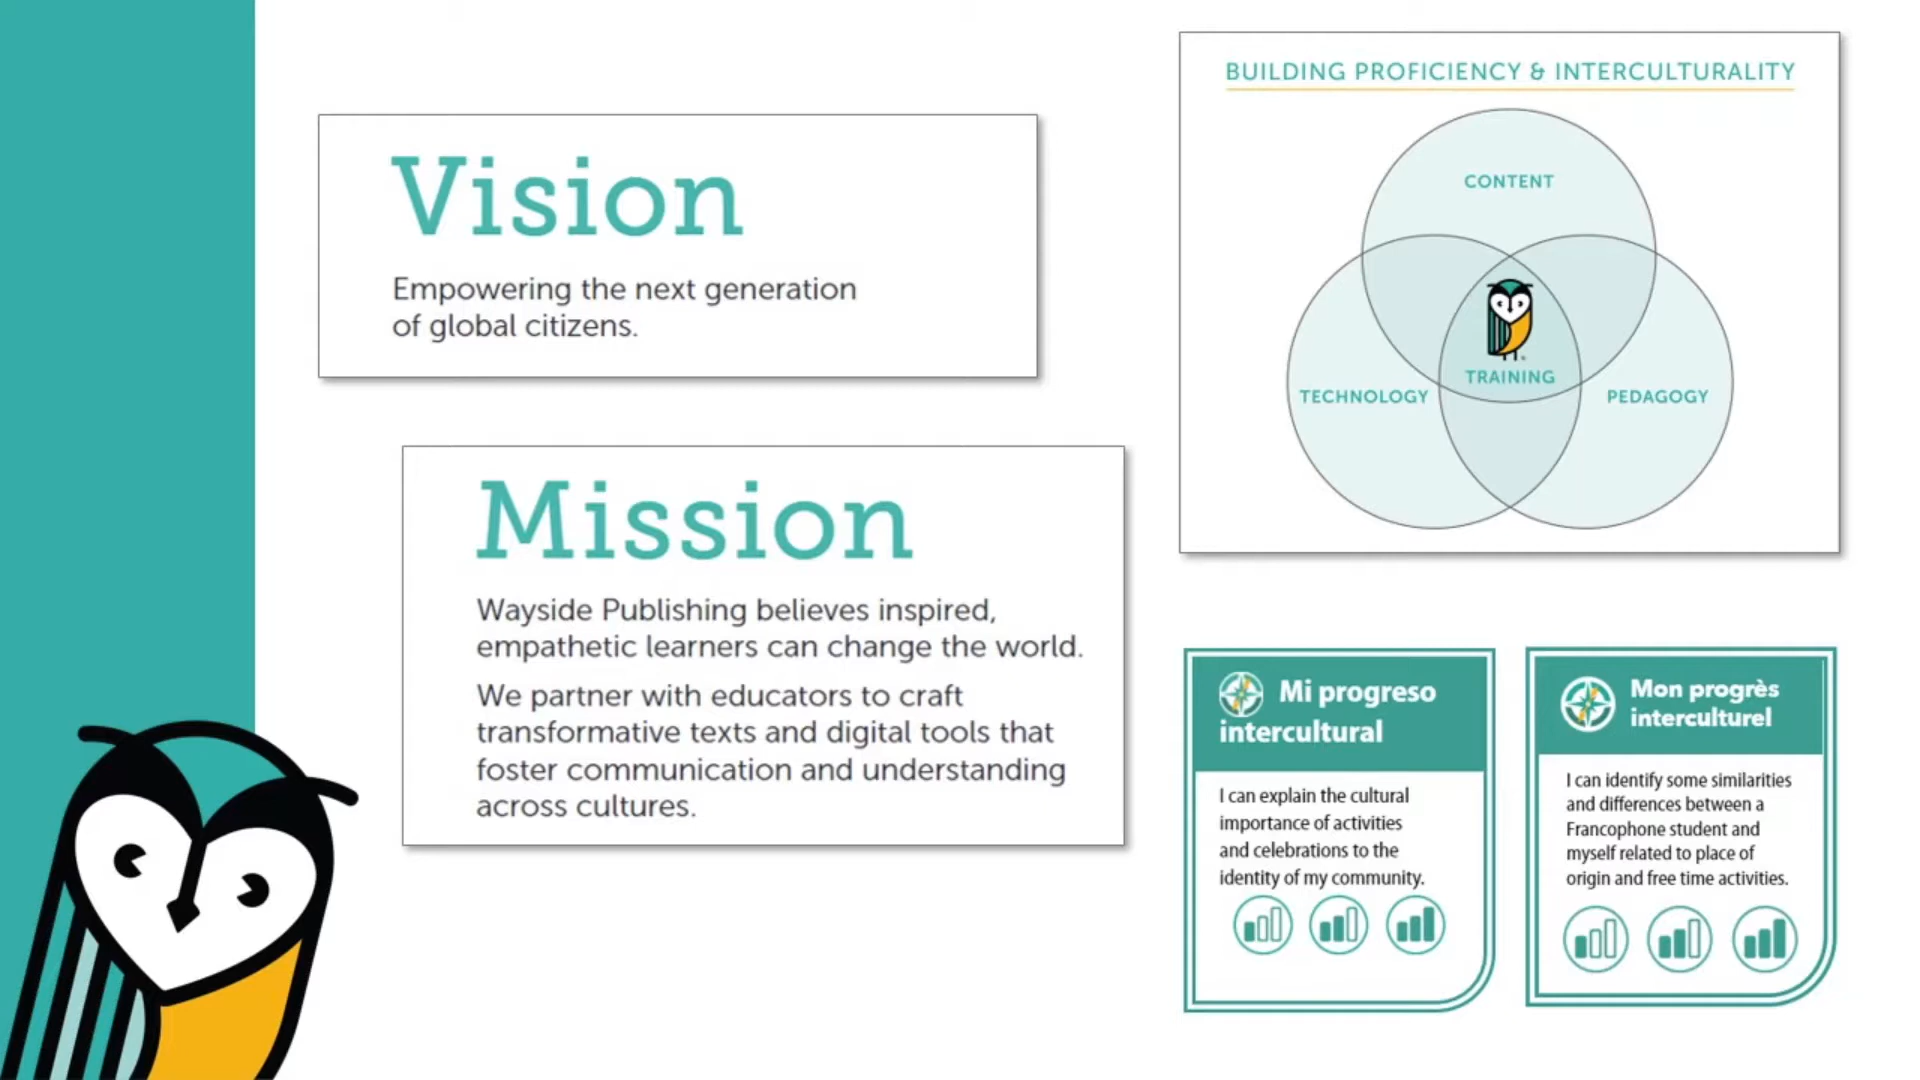 Vision
Empowering the next generation
of global citizens.
Mission
Wayside Publishing believes inspired,
empathetic learners can change the world.
We partner with educators to craft
transformative texts and digital tools that
foster communication and understanding
across cultures.
BUILDING PROFICIENCY & INTERCULTURALITY
CONTENT
TRAINING
TECHNOLOGY
PEDAGOGY
Mi progreso
intercultural
I can explain the cultural
importance of activities
and celebrations to the
identity of my community.
Mon progrès
interculturel
I can identify some similarities
and differences between a
Francophone student and
myself related to place of
origin and free time activities.